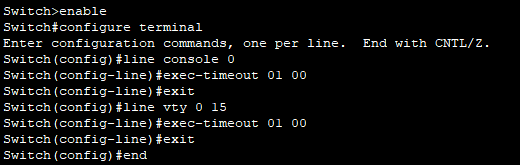 Switch>enable
Switch#configure terminal
Enter configuration commands, one per line.  End with CNTL/Z.
Switch(config)#line console 0
Switch(config-line)#exec-timeout 01 00
Switch(config-line)#exit
Switch(config)#line vty 0 15
Switch(config-line)#exec-timeout 01 00
Switch(config-line)#exit
Switch(config)#end